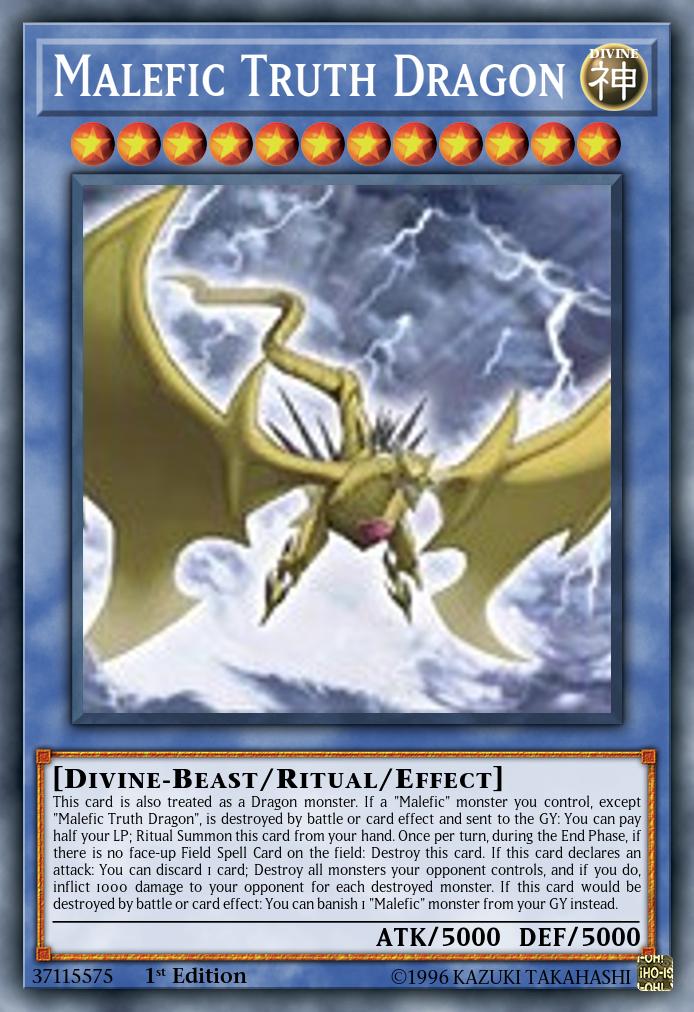 Malefic Truth Dragon
DIVINE
神
[Divine-Beast/Ritual/Effect]
This card is also treated as a Dragon monster. If a "Malefic" monster you control, except
"Malefic Truth Dragon", is destroyed by battle or card effect and sent to the GY: You can pay
half your LP; Ritual Summon this card from your hand. Once per turn, during the End Phase, if
there is no face-up Field Spell Card on the field: Destroy this card. If this card declares an
attack: You can discard 1 card; Destroy all monsters your opponent controls, and if you do,
inflict 1000 damage to your opponent for each destroyed monster. If this card would be
destroyed by battle or card effect: You can banish 1 "Malefic" monster from your GY instead.
ATK/5000 DEF/5000
37115575 1st Edition ©1996 KAZUKI TAKAHASHI